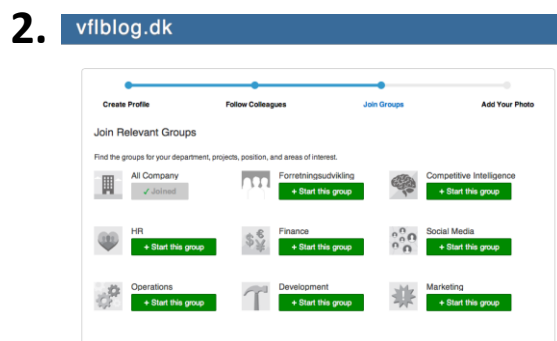 2. vflblog.dk
Create Profile Follow Colleagues Join Groups Add Your Photo
Join Relevant Groups
Find the groups for your department, projects, position, and areas of interest.
All Company Forretningsudvikling Competitive Intelligence
✓ Joined + Start this group + Start this group
HR Finance Social Media
+ Start this group + Start this group + Start this group
Operations Development Marketing
+ Start this group + Start this group + Start this group